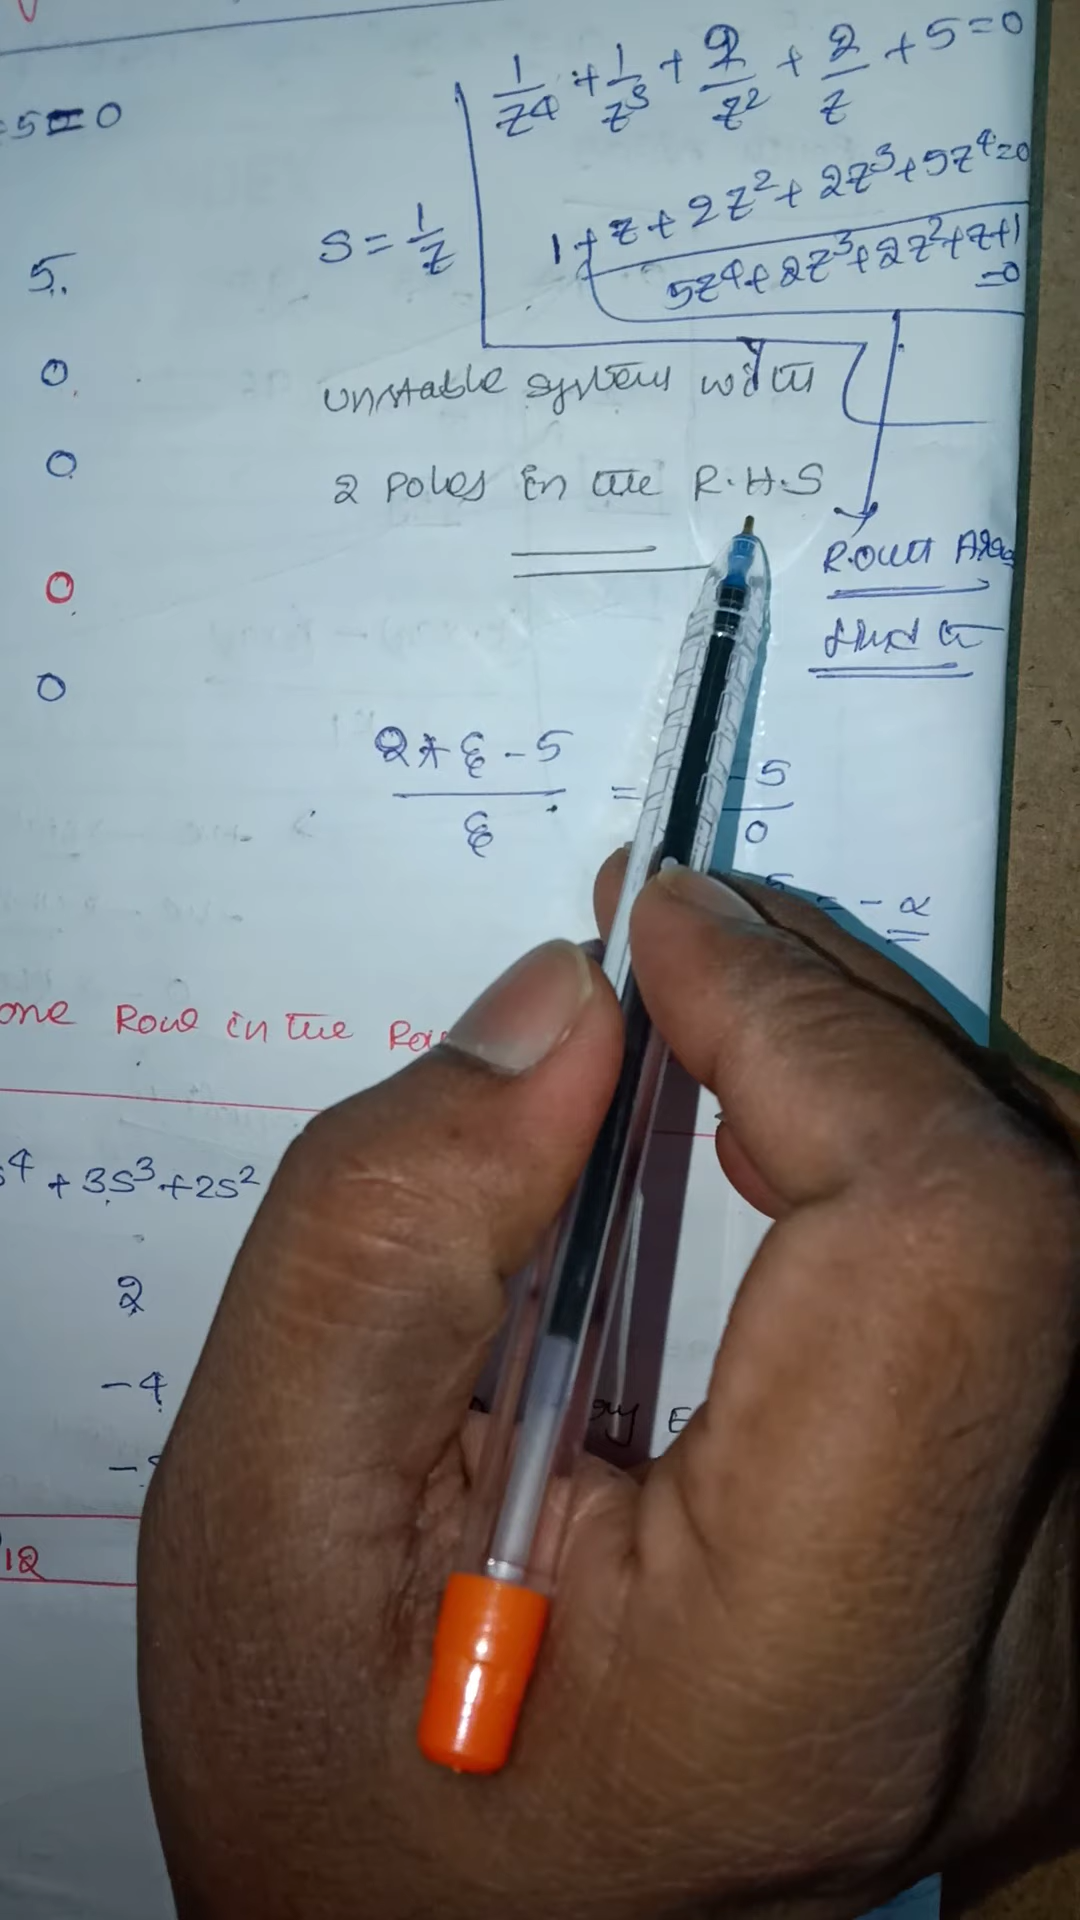 1/z⁴ + 1/z³ + 2/z² + 2/z + 5 = 0
5 = 0
S = 1/z
1 + z + 2z² + 2z³ + 5z⁴ = 0
5z⁴ + 2z³ + 2z² + z + 1 = 0
5.
0
unstable system with
0
2 Poles in the R.H.S
Routh
0
0
2 * ε - 5 / ε = - 5 / 0
= - α
one Row in the
⁴ + 3S³ + 2S²
2
-4
12